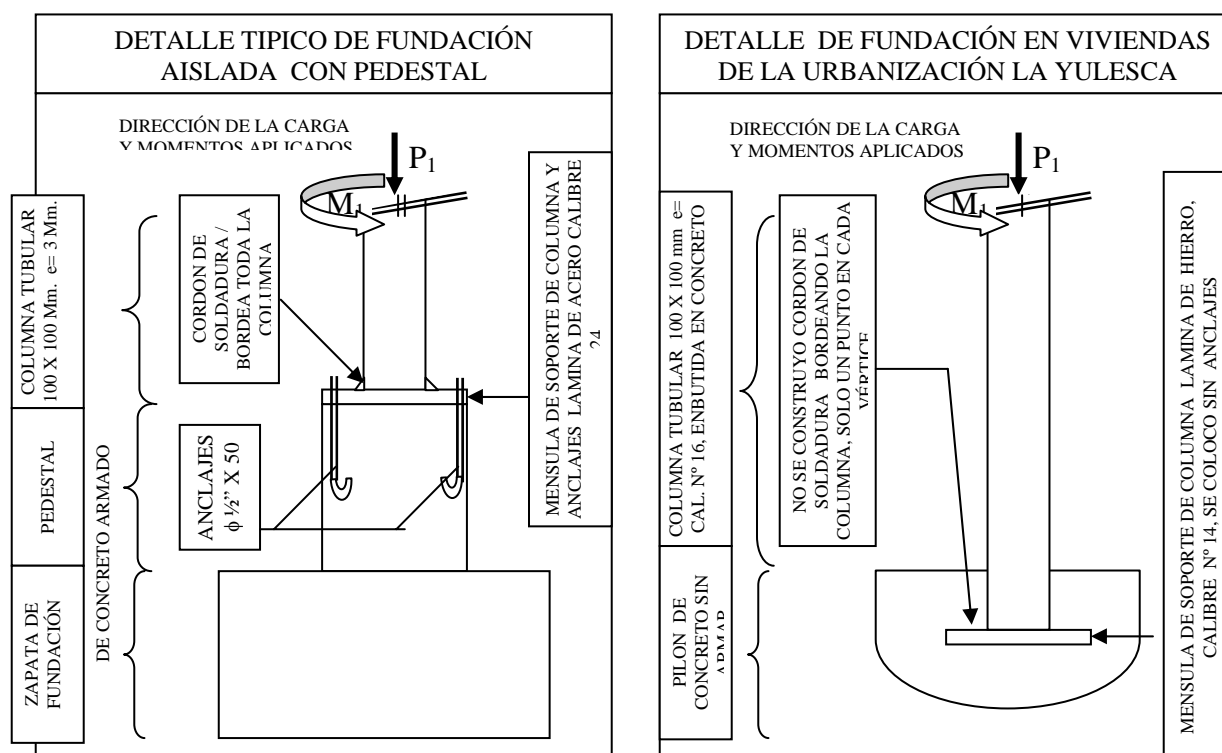 DETALLE TIPICO DE FUNDACIÓN
AISLADA CON PEDESTAL
DIRECCIÓN DE LA CARGA
Y MOMENTOS APLICADOS
P1
M1
COLUMNA TUBULAR
100 X 100 Mm. e= 3 Mm.
CORDON DE
SOLDADURA /
BORDEA TODA LA
COLUMNA
MENSULA DE SOPORTE DE COLUMNA Y
ANCLAJES LAMINA DE ACERO CALIBRE
24
PEDESTAL
ANCLAJES
ϕ ½” X 50
DE CONCRETO ARMADO
ZAPATA DE
FUNDACIÓN
DETALLE DE FUNDACIÓN EN VIVIENDAS
DE LA URBANIZACIÓN LA YULESCA
DIRECCIÓN DE LA CARGA
Y MOMENTOS APLICADOS
P1
M1
COLUMNA TUBULAR 100 X 100 mm e=
CAL. Nº 16, ENBUTIDA EN CONCRETO
NO SE CONSTRUYO CORDON DE
SOLDADURA BORDEANDO LA
COLUMNA, SOLO UN PUNTO EN CADA
VÉRTICE
MENSULA DE SOPORTE DE COLUMNA LAMINA DE HIERRO,
CALIBRE Nº 14, SE COLOCO SIN ANCLAJES
PILON DE
CONCRETO SIN
ARMAR